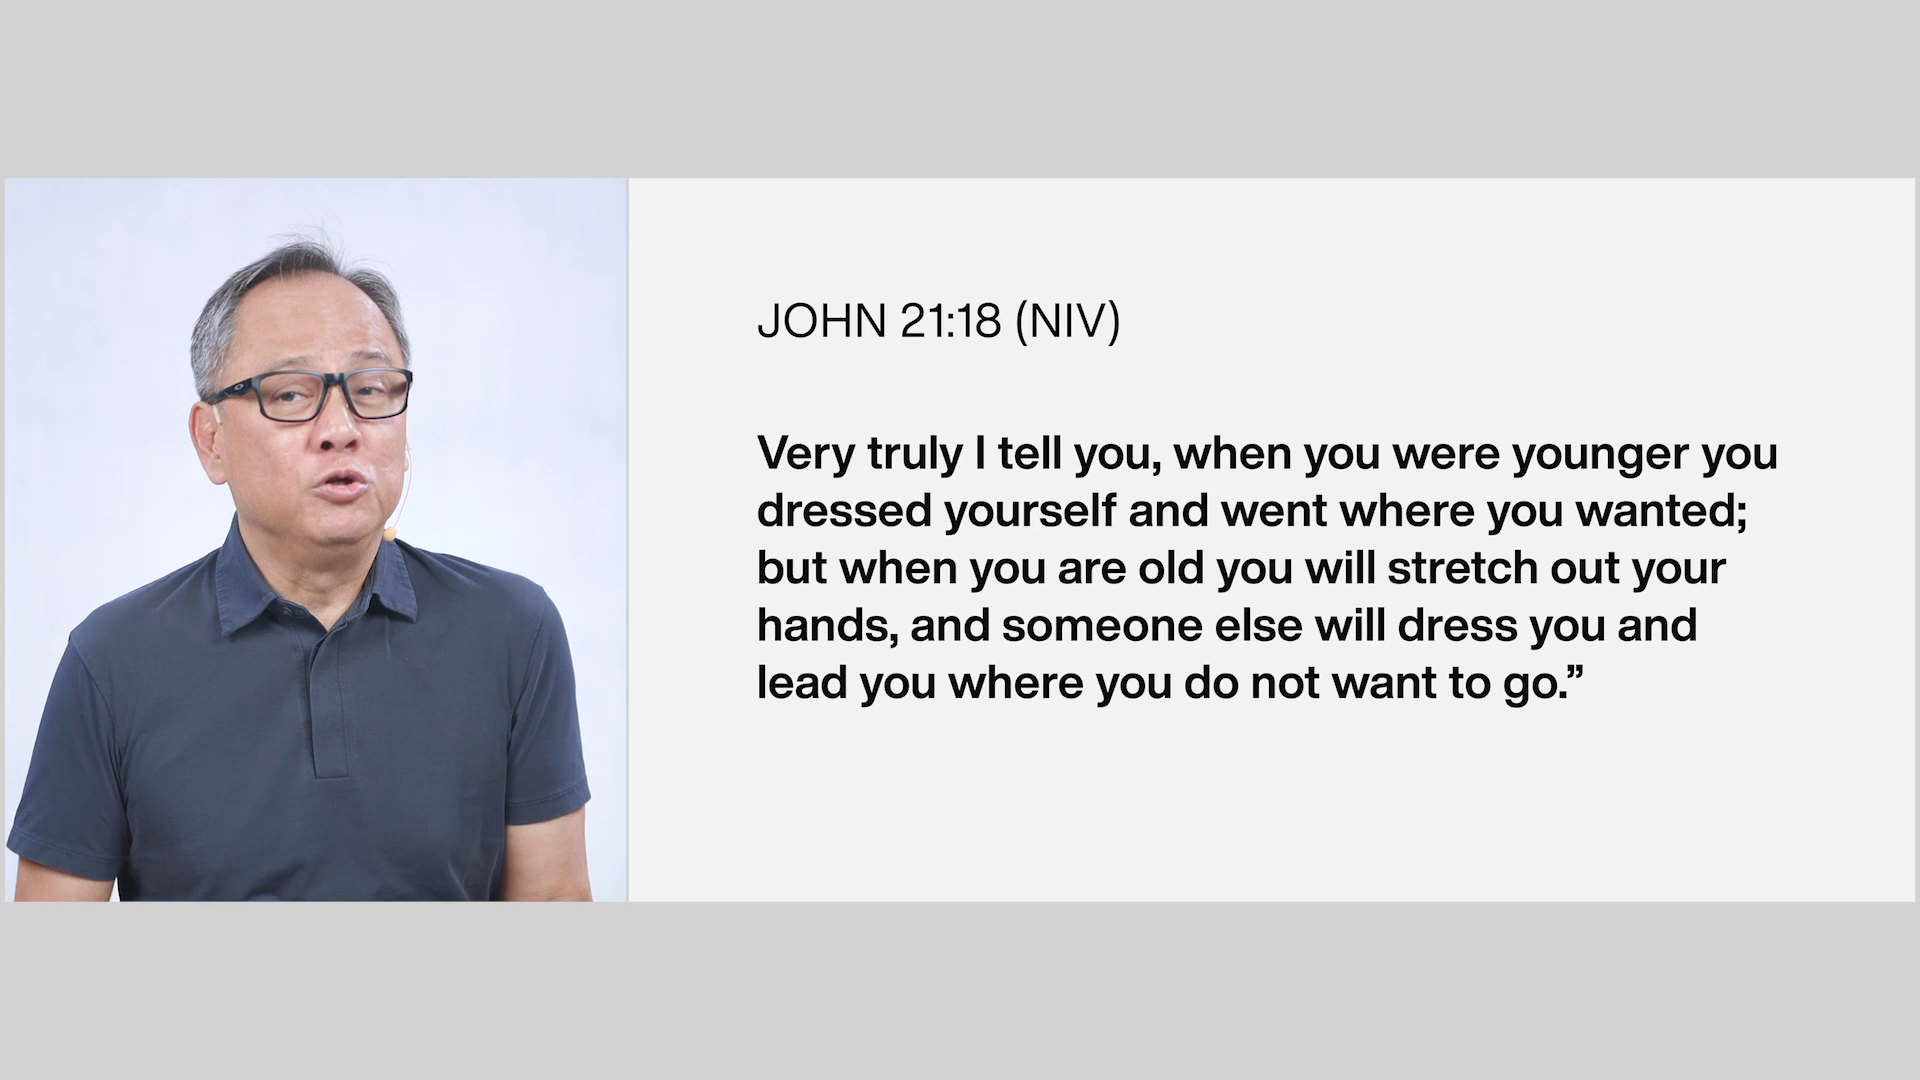 JOHN 21:18 (NIV)
Very truly I tell you, when you were younger you
dressed yourself and went where you wanted;
but when you are old you will stretch out your
hands, and someone else will dress you and
lead you where you do not want to go.”